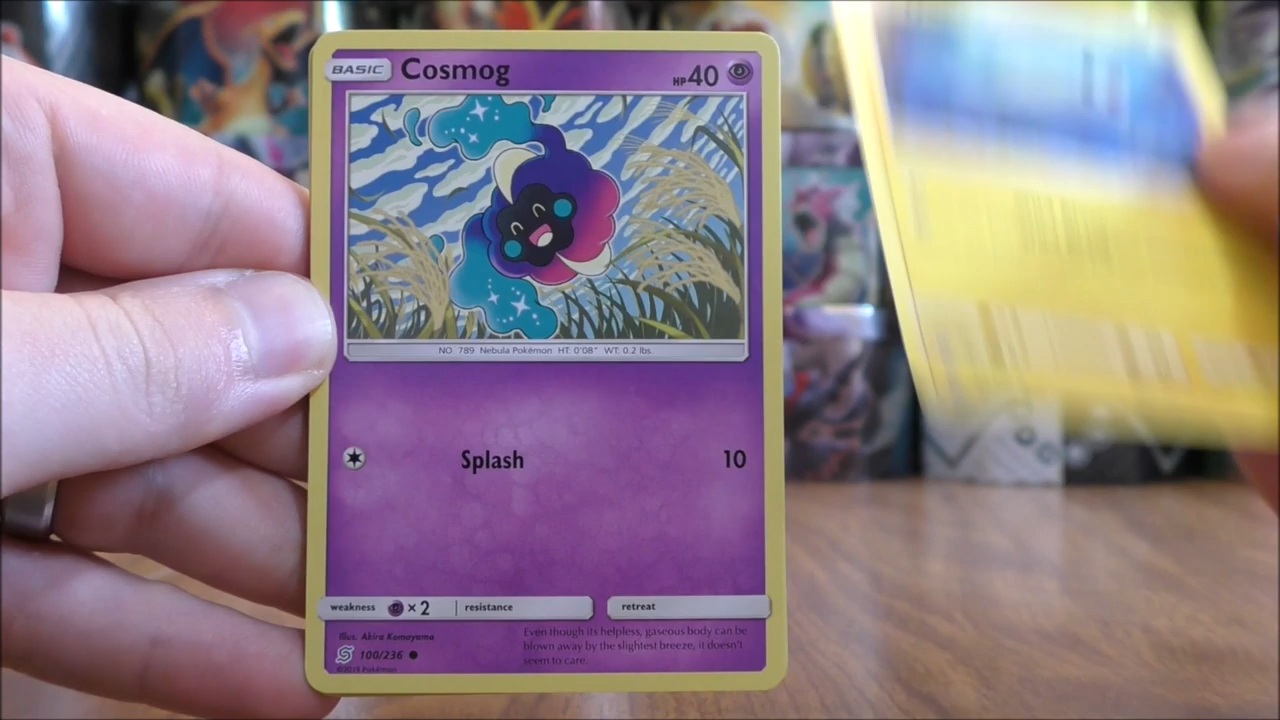 BASIC Cosmog HP40
NO 789 Nebula Pokémon HT: 0'08" WT: 0.2 lbs.
Splash 10
weakness ×2 resistance retreat
Illus. Akira Komayama
100/236
©2019 Pokémon
Even though its helpless, gaseous body can be
blown away by the slightest breeze, it doesn't
seem to care.